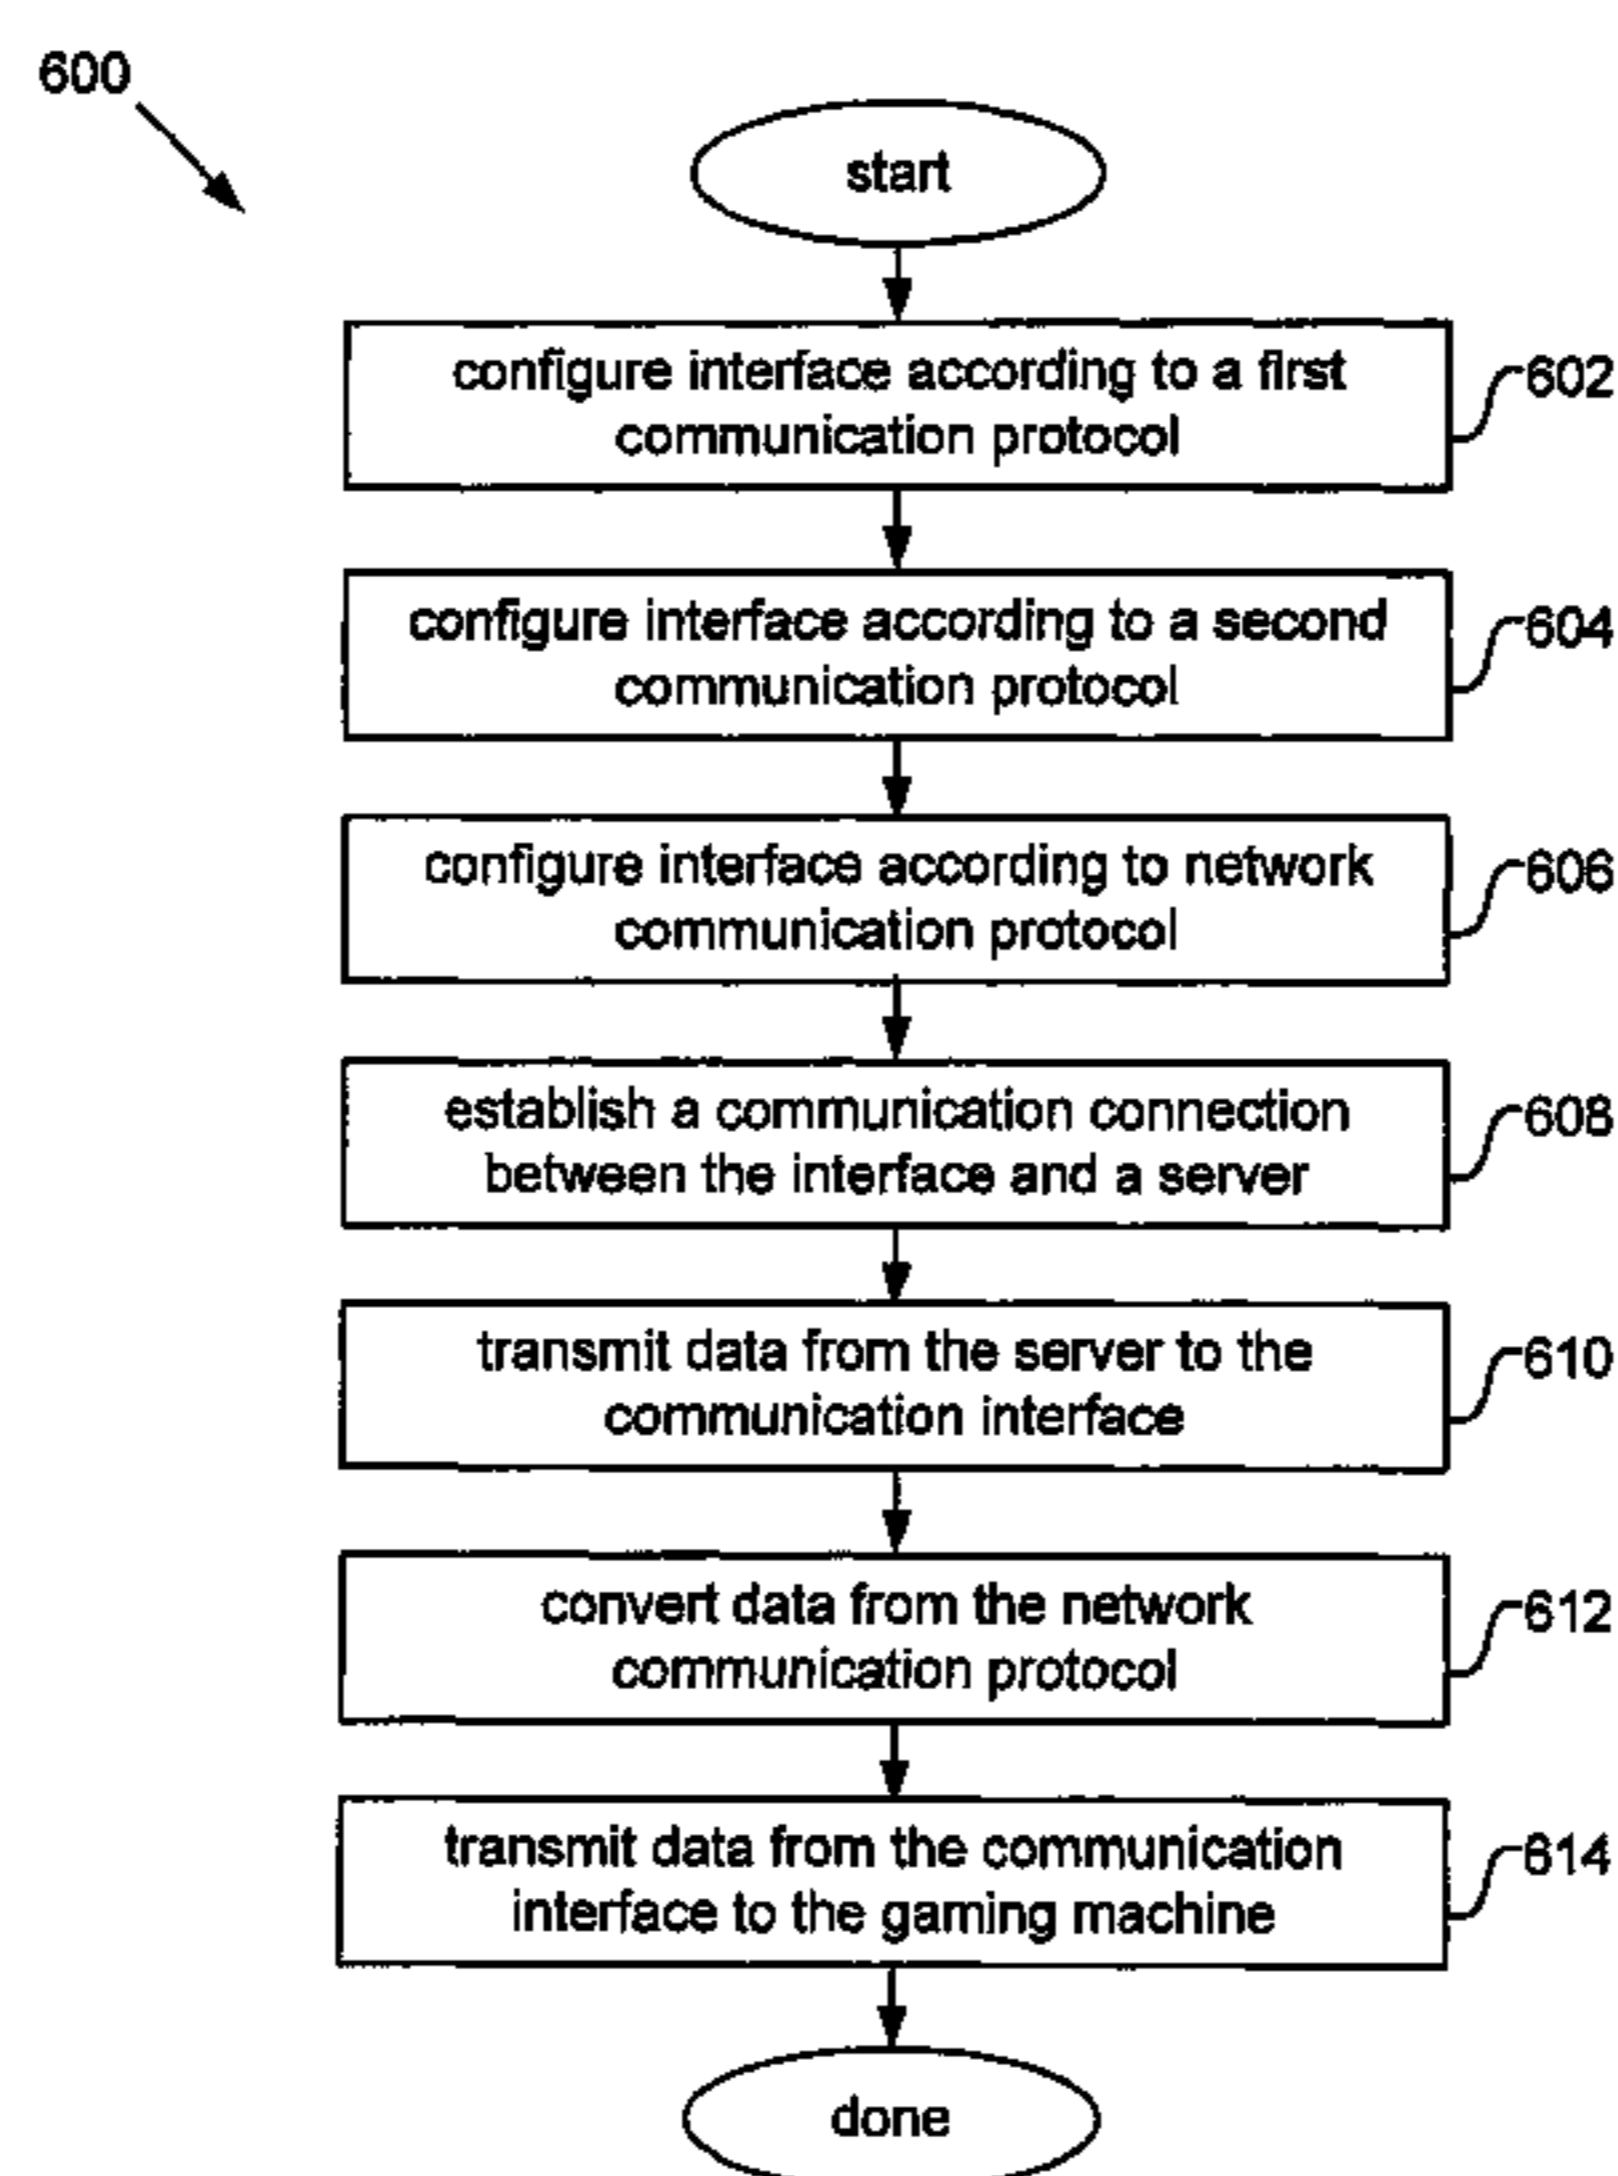 600
start
configure interface according to a first
communication protocol
602
configure interface according to a second
communication protocol
604
configure interface according to network
communication protocol
606
establish a communication connection
between the interface and a server
608
transmit data from the server to the
communication interface
610
convert data from the network
communication protocol
612
transmit data from the communication
interface to the gaming machine
614
done